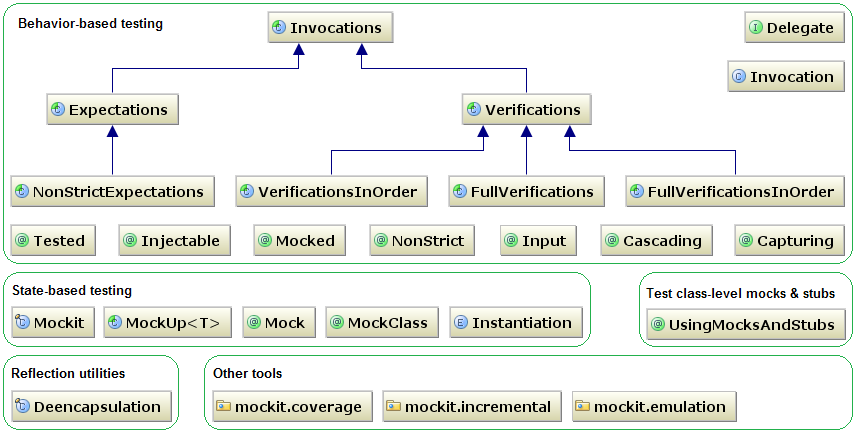 Behavior-based testing
Invocations
Delegate
Invocation
Expectations
Verifications
NonStrictExpectations
VerificationsInOrder
FullVerifications
FullVerificationsInOrder
@ Tested
@ Injectable
@ Mocked
@ NonStrict
@ Input
@ Cascading
@ Capturing
State-based testing
Mockit
MockUp<T>
@ Mock
@ MockClass
E Instantiation
Test class-level mocks & stubs
@ UsingMocksAndStubs
Reflection utilities
Deencapsulation
Other tools
mockit.coverage
mockit.incremental
mockit.emulation